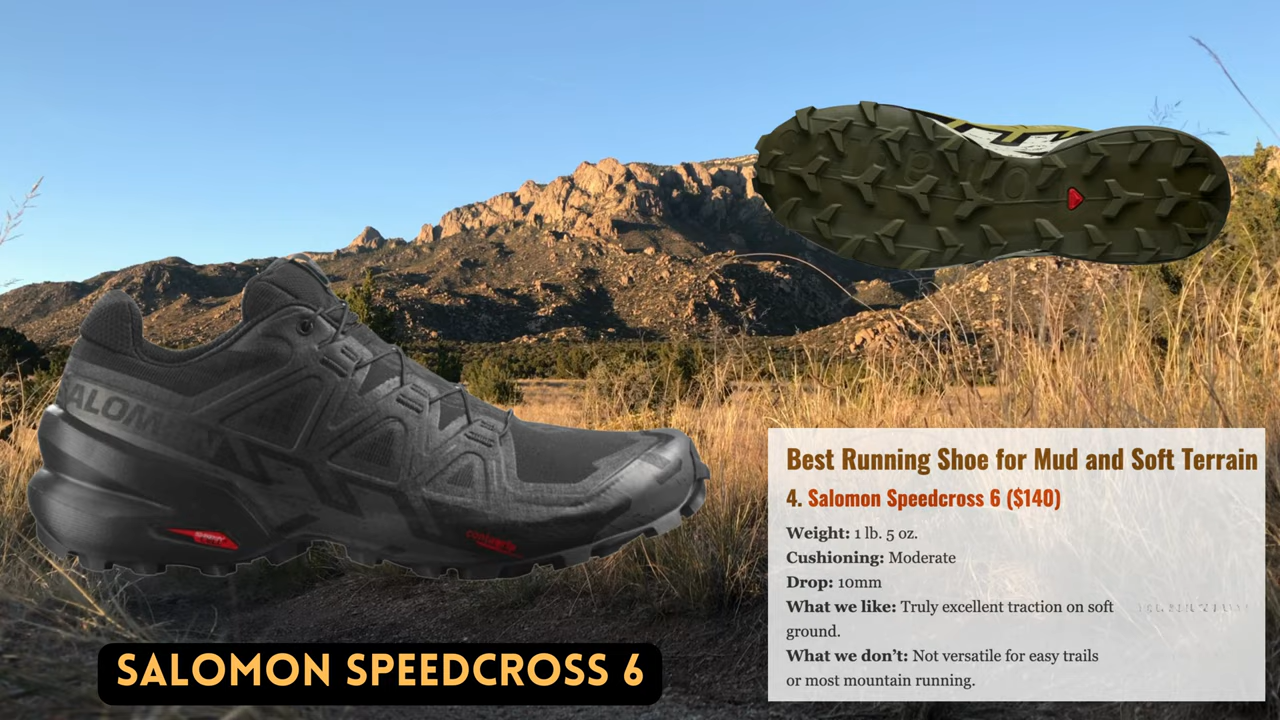 Best Running Shoe for Mud and Soft Terrain
4. Salomon Speedcross 6 ($140)
Weight: 1 lb. 5 oz.
Cushioning: Moderate
Drop: 10mm
What we like: Truly excellent traction on soft
ground.
What we don’t: Not versatile for easy trails
or most mountain running.
ALOM
contagrip
SALOMON SPEEDCROSS 6